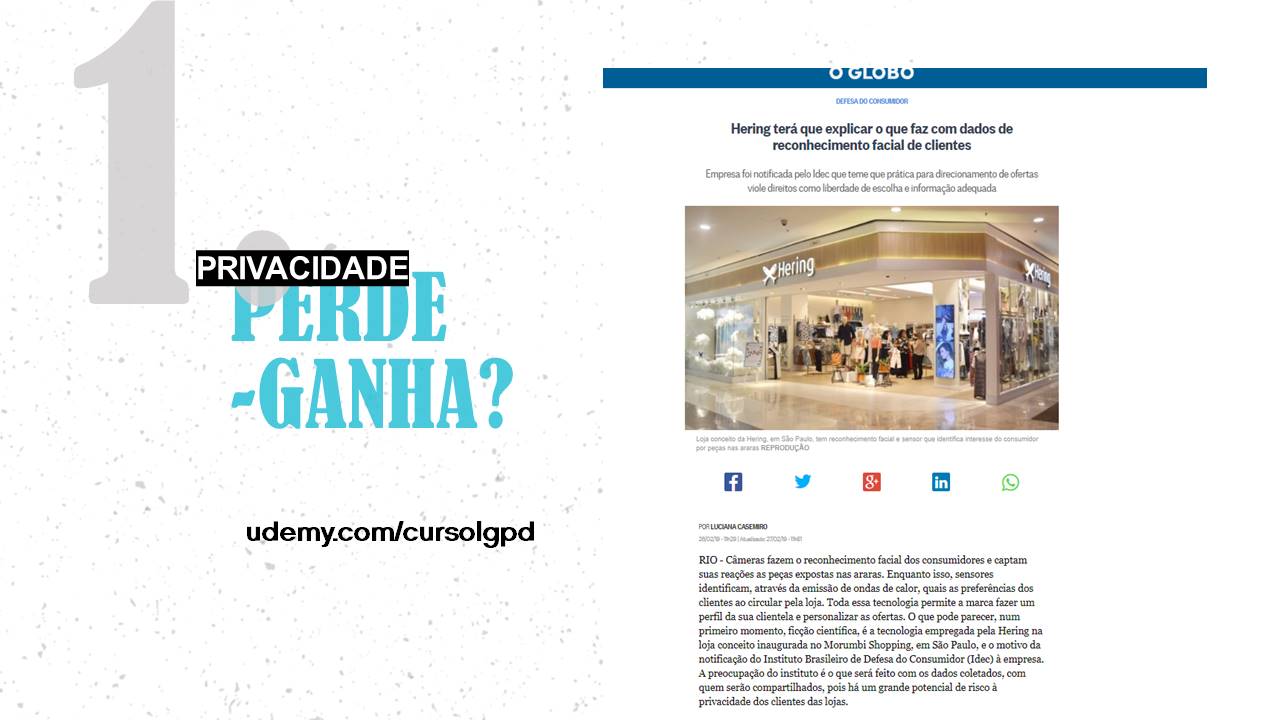 1.
PRIVACIDADE
PERDE
-GANHA?
udemy.com/cursolgpd
O GLOBO
DEFESA DO CONSUMIDOR
Hering terá que explicar o que faz com dados de
reconhecimento facial de clientes
Empresa foi notificada pelo Idec que teme que prática para direcionamento de ofertas
viole direitos como liberdade de escolha e informação adequada
Hering
Hering
Loja conceito da Hering, em São Paulo, tem reconhecimento facial e sensor que identifica interesse do consumidor
por peças nas araras REPRODUÇÃO
POR LUCIANA CASEMIRO
26/02/19 - 11h29 | Atualizado: 27/02/19 - 11h51
RIO - Câmeras fazem o reconhecimento facial dos consumidores e captam
suas reações as peças expostas nas araras. Enquanto isso, sensores
identificam, através da emissão de ondas de calor, quais as preferências dos
clientes ao circular pela loja. Toda essa tecnologia permite a marca fazer um
perfil da sua clientela e personalizar as ofertas. O que pode parecer, num
primeiro momento, ficção científica, é a tecnologia empregada pela Hering na
loja conceito inaugurada no Morumbi Shopping, em São Paulo, e o motivo da
notificação do Instituto Brasileiro de Defesa do Consumidor (Idec) à empresa.
A preocupação do instituto é o que será feito com os dados coletados, com
quem serão compartilhados, pois há um grande potencial de risco à
privacidade dos clientes das lojas.